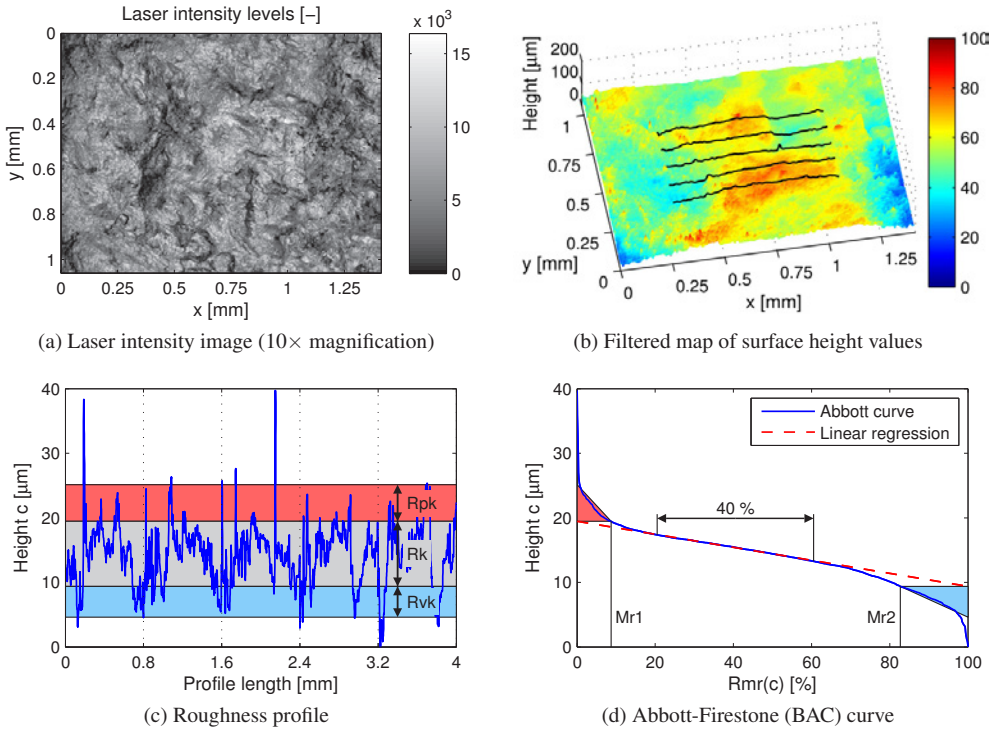 Laser intensity levels [–]
× 10³
0
0.2
0.4
0.6
0.8
1
y [mm]
0 0.25 0.5 0.75 1 1.25
x [mm]
15
10
5
0
(a) Laser intensity image (10× magnification)
200
100
0
Height [µm]
1
0.75
0.5
0.25
0
y [mm]
0 0.25 0.5 0.75 1 1.25
x [mm]
100
80
60
40
20
0
(b) Filtered map of surface height values
40
30
20
10
0
Height c [µm]
Rpk
Rk
Rvk
0 0.8 1.6 2.4 3.2 4
Profile length [mm]
(c) Roughness profile
40
30
20
10
0
Height c [µm]
Abbott curve
Linear regression
40 %
Mr1
Mr2
0 20 40 60 80 100
Rmr(c) [%]
(d) Abbott-Firestone (BAC) curve